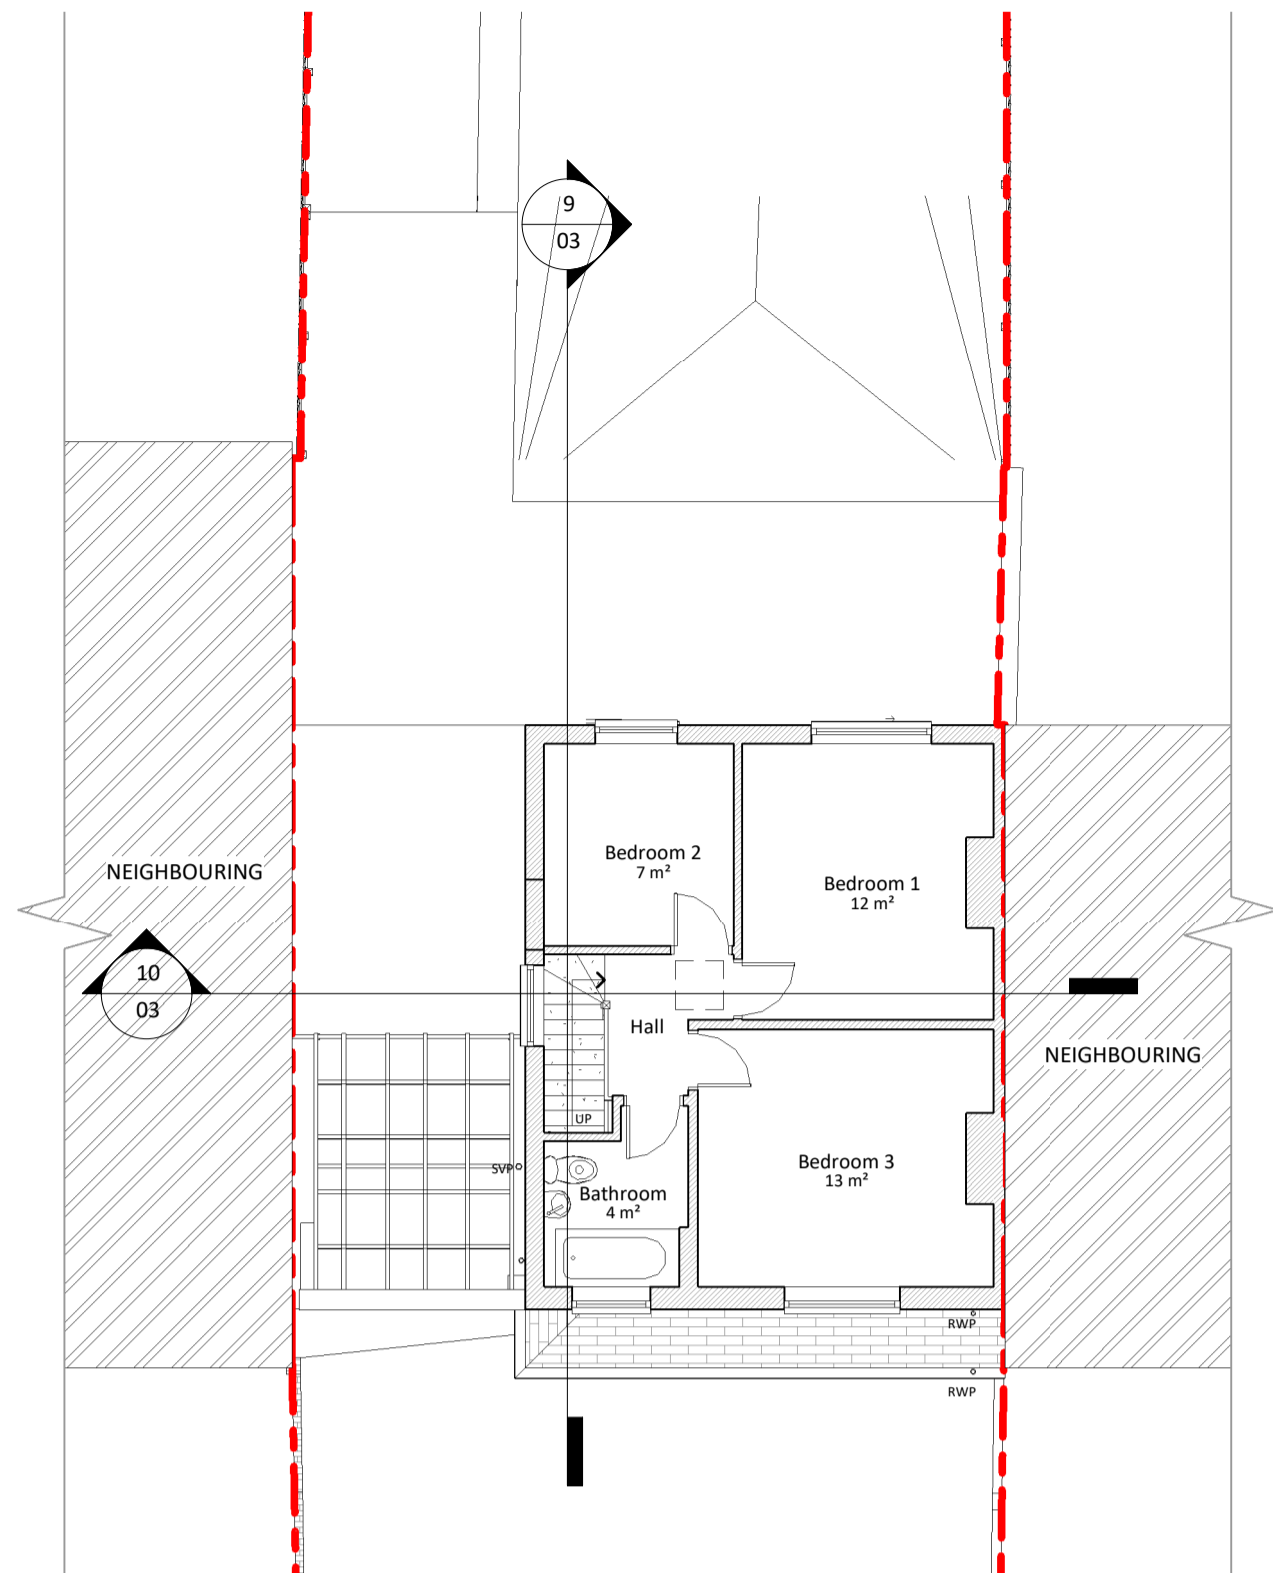 9
03
NEIGHBOURING
Bedroom 2
7 m²
Bedroom 1
12 m²
10
03
Hall
NEIGHBOURING
UP
SVP
Bedroom 3
13 m²
Bathroom
4 m²
RWP
RWP